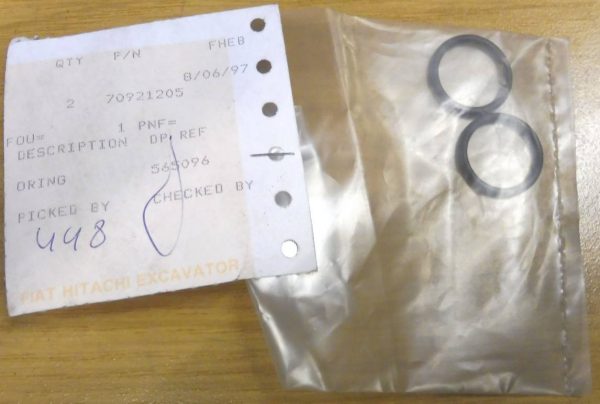 QTY P/N FHEB
8/06/97
2 70921205
FOU= 1 PNF=
DESCRIPTION DP REF
ORING 565096
PICKED BY CHECKED BY
448
FIAT HITACHI EXCAVATOR